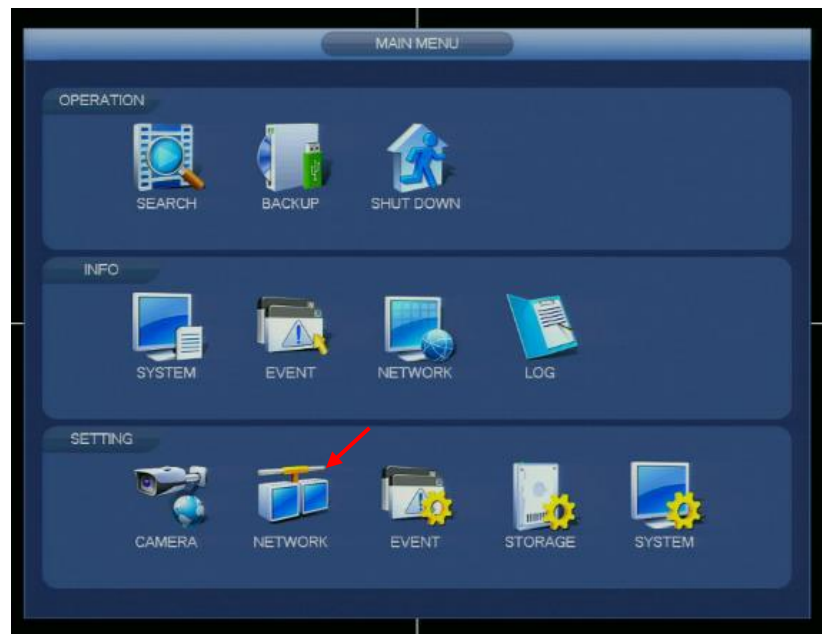 MAIN MENU
OPERATION
SEARCH BACKUP SHUT DOWN
INFO
SYSTEM EVENT NETWORK LOG
SETTING
CAMERA NETWORK EVENT STORAGE SYSTEM